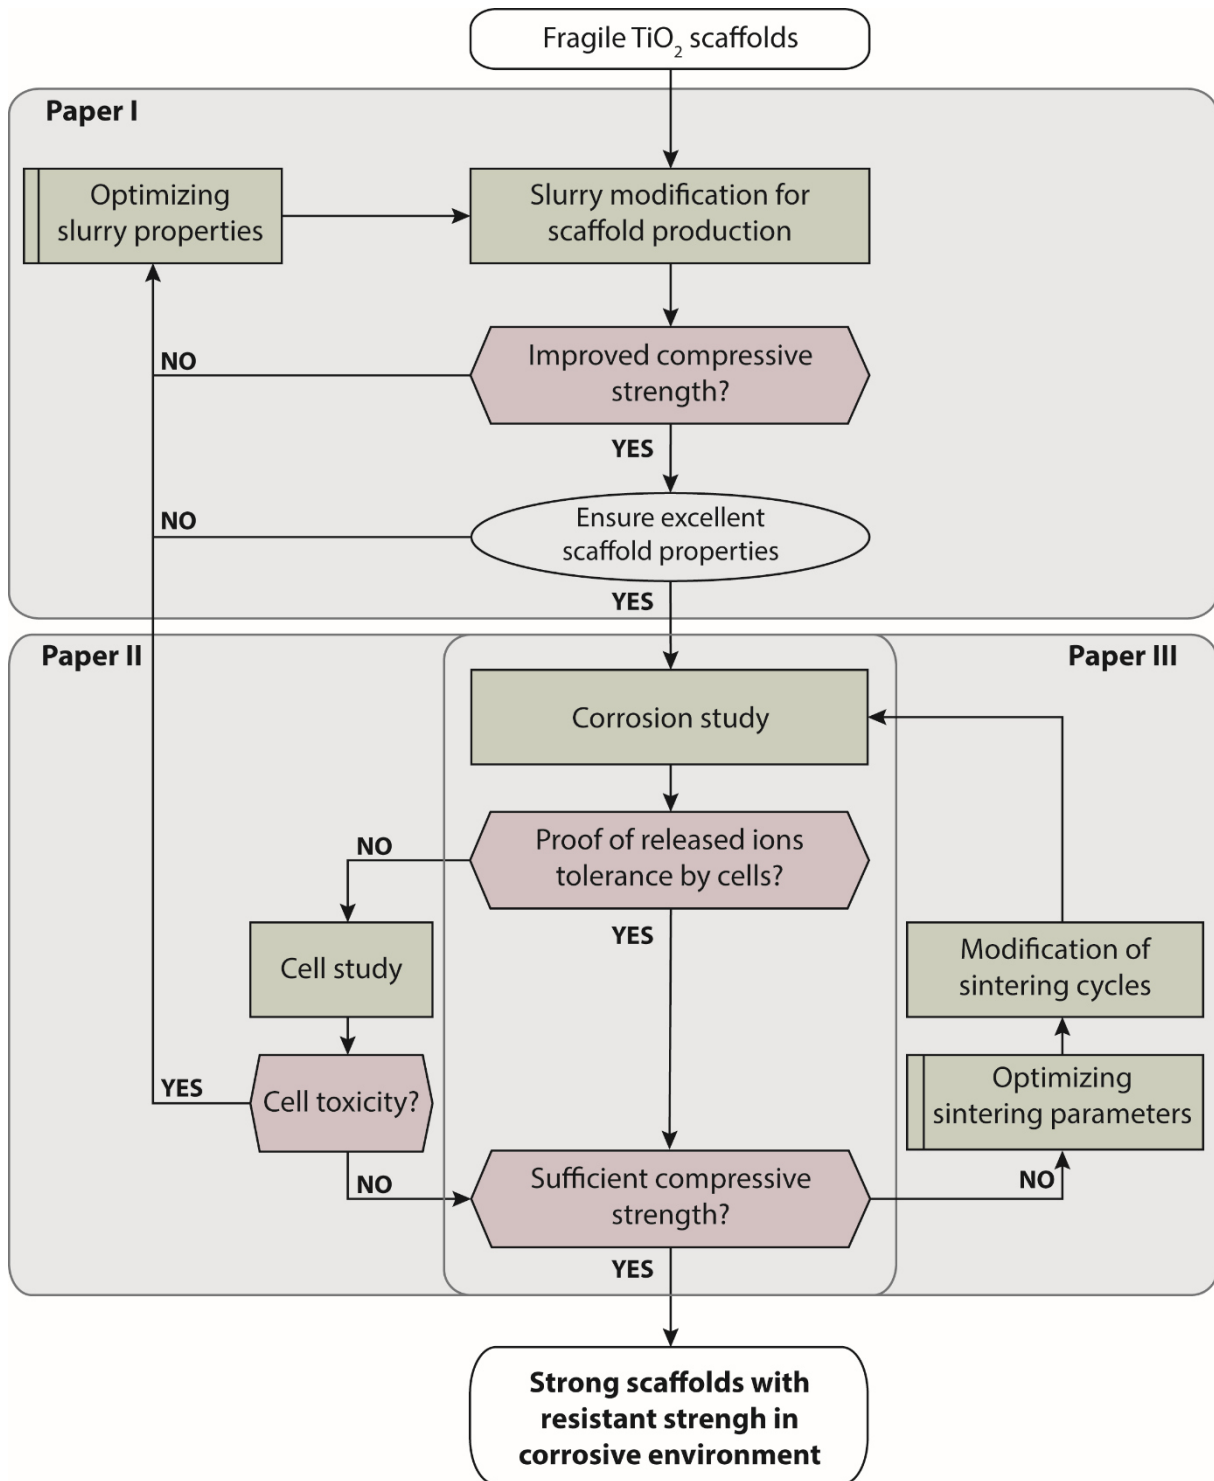 Fragile TiO₂ scaffolds
Paper I
Optimizing
slurry properties
Slurry modification for
scaffold production
Improved compressive
strength?
NO
YES
Ensure excellent
scaffold properties
NO
YES
Paper II
Paper III
Corrosion study
Proof of released ions
tolerance by cells?
NO
YES
Cell study
Modification of
sintering cycles
Optimizing
sintering parameters
Cell toxicity?
YES
NO
Sufficient compressive
strength?
NO
YES
Strong scaffolds with
resistant strengh in
corrosive environment